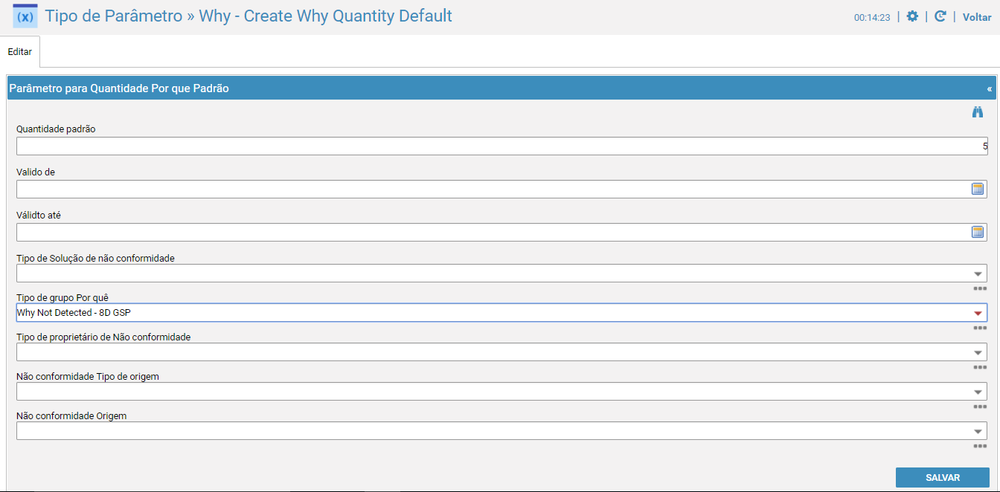 (x) Tipo de Parâmetro » Why - Create Why Quantity Default
00:14:23 | | | Voltar
Editar
Parâmetro para Quantidade Por que Padrão «
Quantidade padrão
5
Valido de
Válidto até
Tipo de Solução de não conformidade
Tipo de grupo Por quê
Why Not Detected - 8D GSP
Tipo de proprietário de Não conformidade
Não conformidade Tipo de origem
Não conformidade Origem
SALVAR